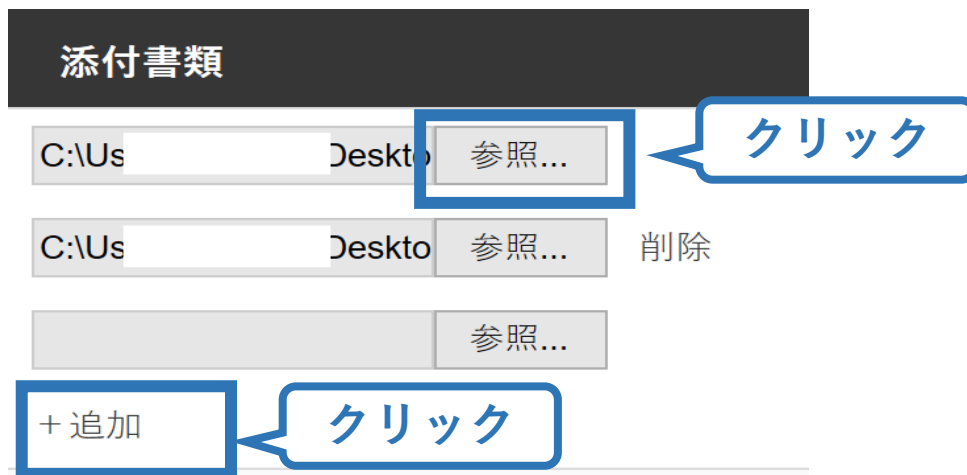 添付書類
C:\Us Deskto 参照... クリック
C:\Us Deskto 参照... 削除
参照...
+追加 クリック